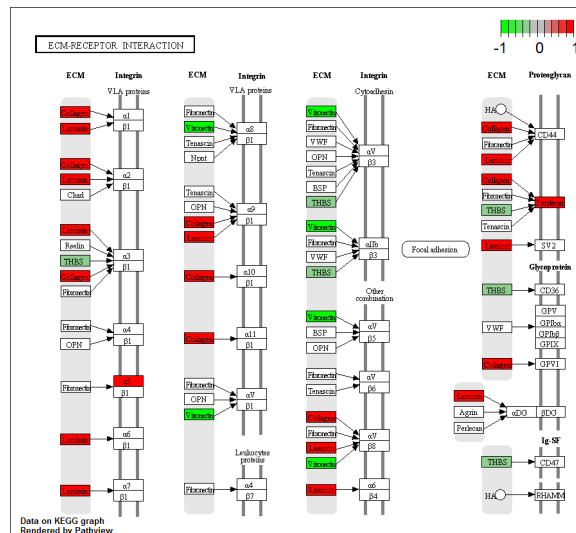 ECM-RECEPTOR INTERACTION
-1 0 1
ECM Integrin
VLA proteins
Collagen
Laminin
α1
β1
Collagen
Laminin
Chad
α2
β1
Laminin
Reelin
THBS
Collagen
Fibronectin
α3
β1
Fibronectin
OPN
α4
β1
Fibronectin
α5
β1
Laminin
α6
β1
Laminin
α7
β1
ECM Integrin
VLA proteins
Fibronectin
Vitronectin
Tenascin
Npnt
α8
β1
Tenascin
OPN
Collagen
Laminin
α9
β1
Collagen
α10
β1
Collagen
α11
β1
Fibronectin
OPN
Vitronectin
αV
β1
Leukocytes
proteins
Fibronectin
α4
β7
ECM Integrin
Cytoadhesin
Vitronectin
Fibronectin
VWF
OPN
Tenascin
BSP
THBS
αV
β3
Vitronectin
Fibronectin
VWF
THBS
αIIb
β3
Other
combination
Vitronectin
BSP
OPN
αV
β5
Fibronectin
Tenascin
αV
β6
Collagen
Fibronectin
Laminin
Vitronectin
αV
β8
Laminin
α6
β4
Focal adhesion
ECM Proteoglycan
HA
Collagen
Fibronectin
Laminin
CD44
Collagen
Fibronectin
THBS
Tenascin
Syndecan
Laminin
SV2
Glycoprotein
THBS
CD36
VWF
GPV
GPIbα
GPIbβ
GPIX
Collagen
GPVI
Laminin
Agrin
Perlecan
αDG
βDG
Ig-SF
THBS
CD47
HA
RHAMM
Data on KEGG graph
Rendered by Pathview